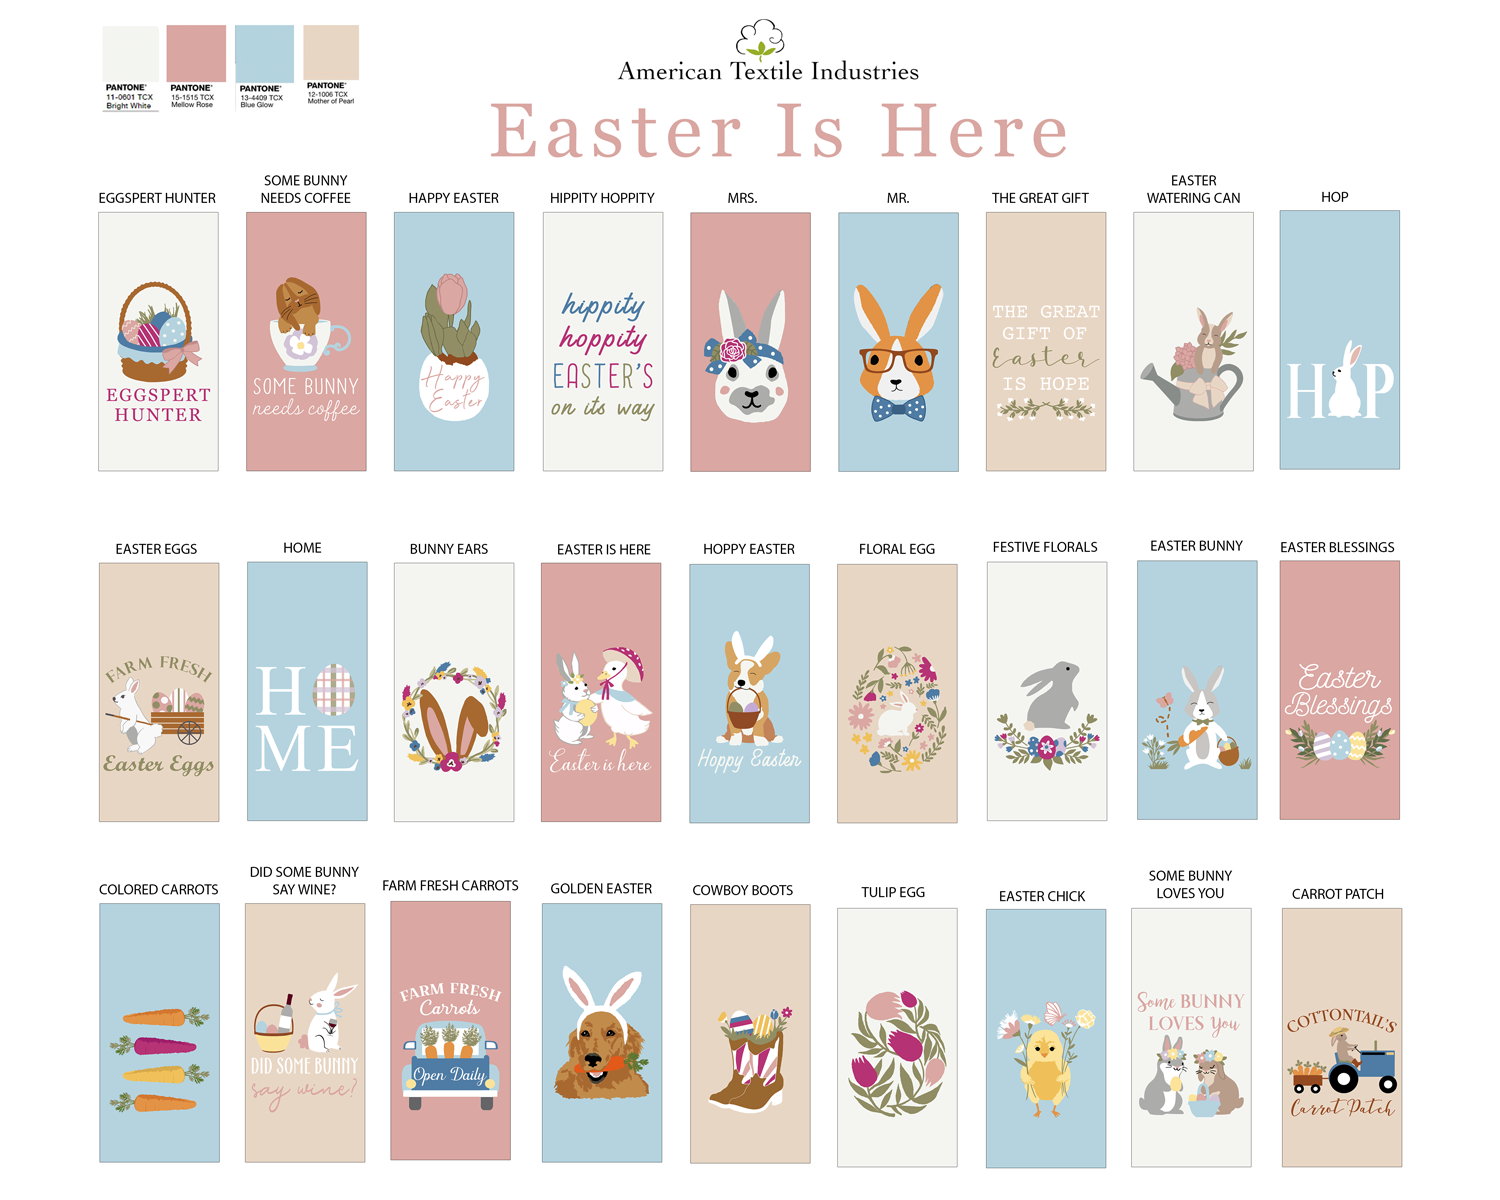 PANTONE®
11-0601 TCX
Bright White
PANTONE®
15-1515 TCX
Mellow Rose
PANTONE®
13-4409 TCX
Blue Glow
PANTONE®
12-1006 TCX
Mother of Pearl
American Textile Industries
Easter Is Here
EGGSPERT HUNTER
SOME BUNNY
NEEDS COFFEE
HAPPY EASTER
HIPPITY HOPPITY
MRS.
MR.
THE GREAT GIFT
EASTER
WATERING CAN
HOP
EGGSPERT
HUNTER
SOME BUNNY
needs coffee
Happy
Easter
hippity
hoppity
EASTER'S
on its way
THE GREAT
GIFT OF
Easter
IS HOPE
H P
EASTER EGGS
HOME
BUNNY EARS
EASTER IS HERE
HOPPY EASTER
FLORAL EGG
FESTIVE FLORALS
EASTER BUNNY
EASTER BLESSINGS
FARM FRESH
Easter Eggs
H
ME
Easter is here
Hoppy Easter
Easter
Blessings
COLORED CARROTS
DID SOME BUNNY
SAY WINE?
FARM FRESH CARROTS
GOLDEN EASTER
COWBOY BOOTS
TULIP EGG
EASTER CHICK
SOME BUNNY
LOVES YOU
CARROT PATCH
DID SOME BUNNY
say wine?
FARM FRESH
Carrots
Open Daily
Some BUNNY
LOVES You
COTTONTAIL'S
Carrot Patch